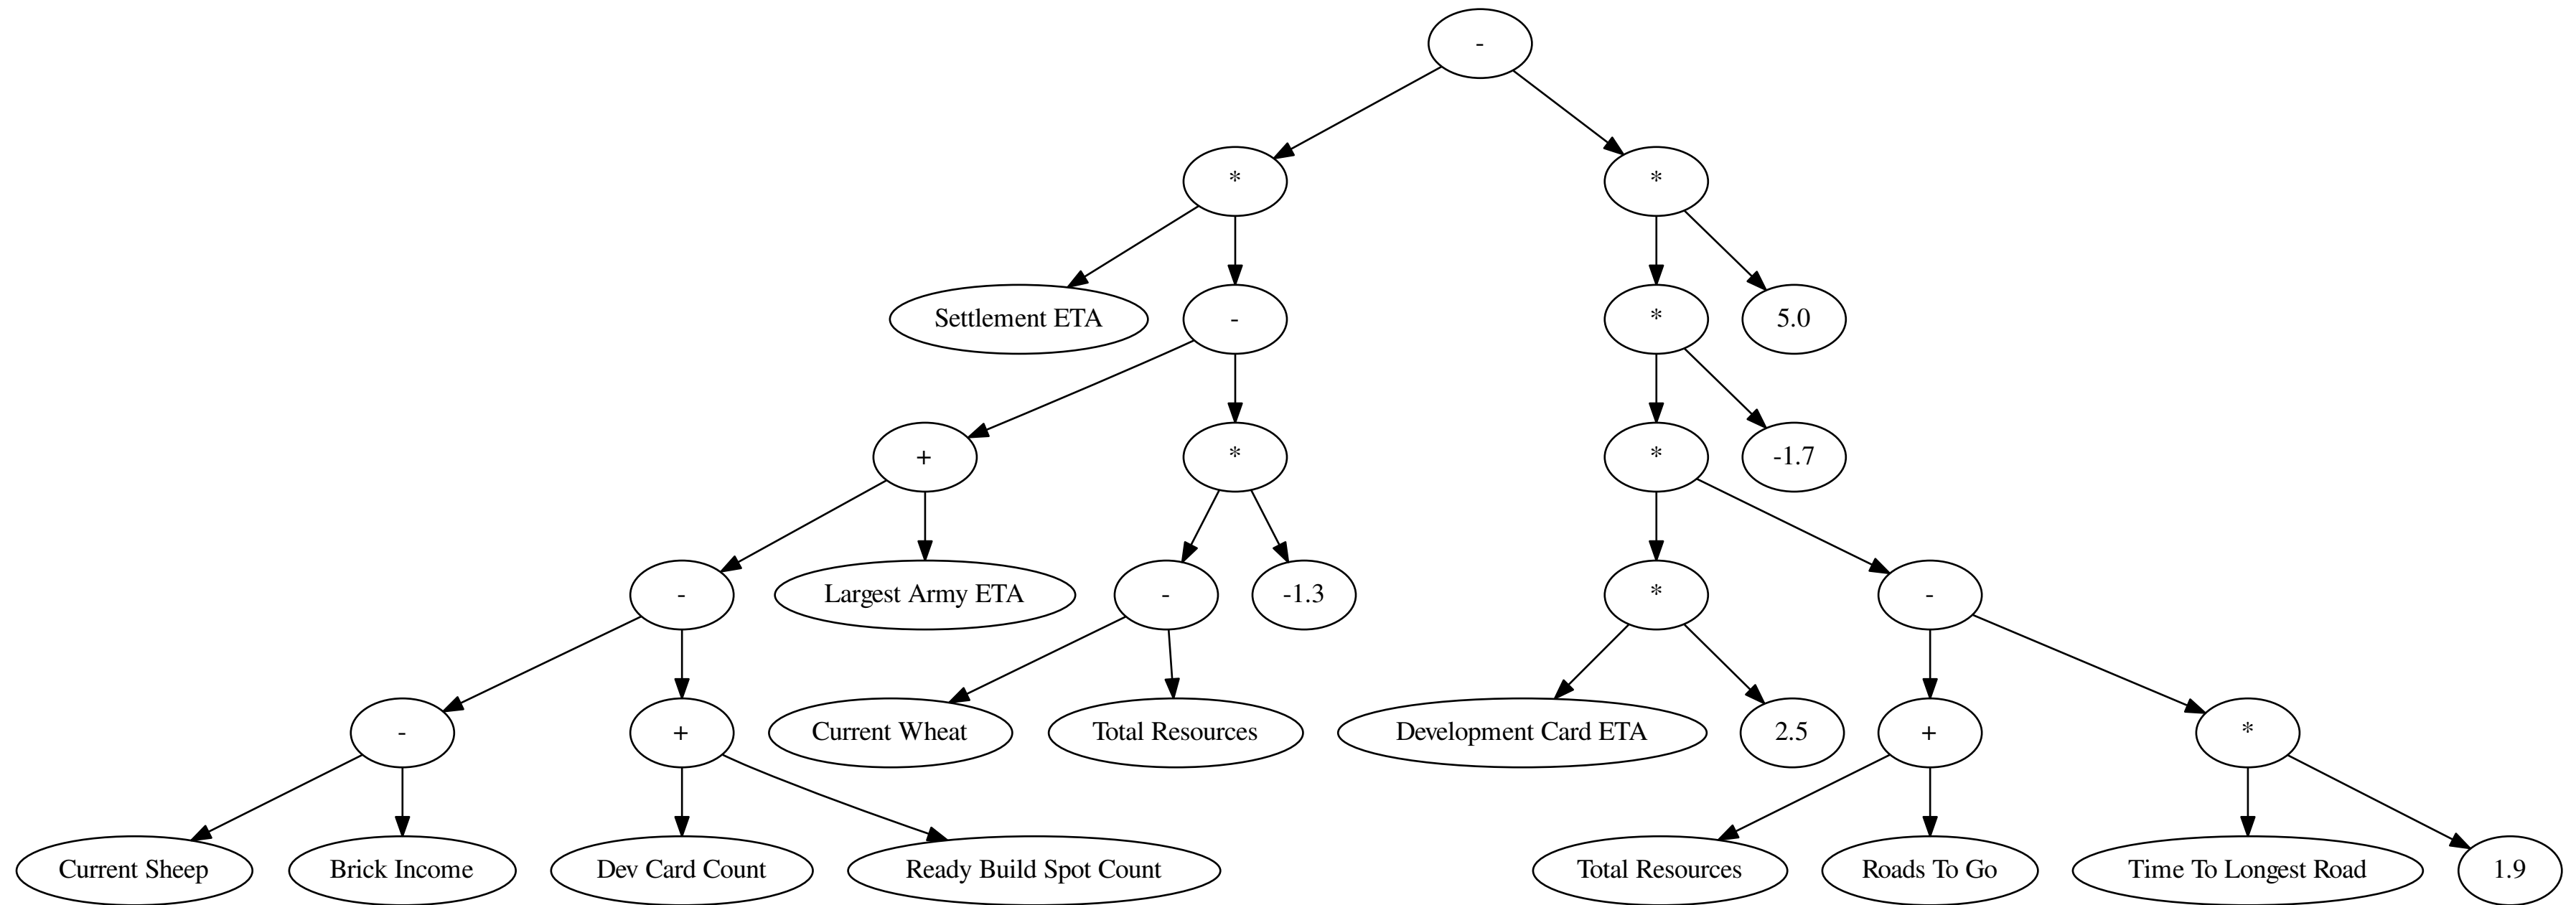 -
*
*
Settlement ETA
-
*
5.0
+
*
*
-1.7
-
Largest Army ETA
-
-1.3
*
-
-
+
Current Wheat
Total Resources
Development Card ETA
2.5
+
*
Current Sheep
Brick Income
Dev Card Count
Ready Build Spot Count
Total Resources
Roads To Go
Time To Longest Road
1.9